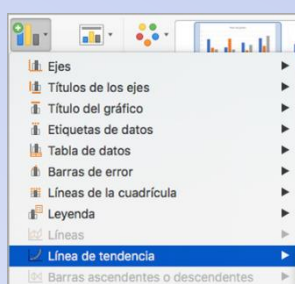 Ejes
Títulos de los ejes
Título del gráfico
Etiquetas de datos
Tabla de datos
Barras de error
Líneas de la cuadrícula
Leyenda
Líneas
Línea de tendencia
Barras ascendentes o descendentes